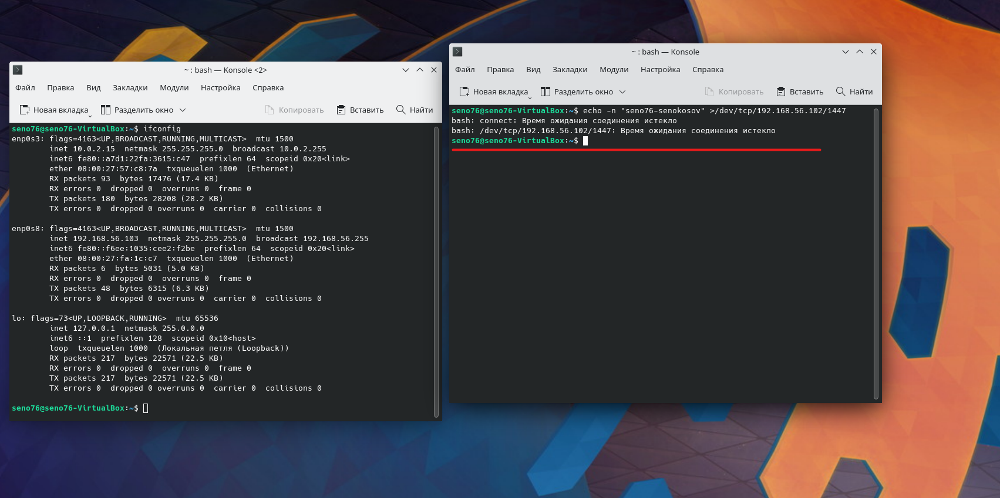 ~ : bash — Konsole <2>
Файл Правка Вид Закладки Модули Настройка Справка
Новая вкладка Разделить окно Копировать Вставить Найти
seno76@seno76-VirtualBox:~$ ifconfig
enp0s3: flags=4163<UP,BROADCAST,RUNNING,MULTICAST>  mtu 1500
        inet 10.0.2.15  netmask 255.255.255.0  broadcast 10.0.2.255
        inet6 fe80::a7d1:22fa:3615:c47  prefixlen 64  scopeid 0x20<link>
        ether 08:00:27:57:c8:7a  txqueuelen 1000  (Ethernet)
        RX packets 93  bytes 17476 (17.4 KB)
        RX errors 0  dropped 0  overruns 0  frame 0
        TX packets 180  bytes 28208 (28.2 KB)
        TX errors 0  dropped 0 overruns 0  carrier 0  collisions 0
enp0s8: flags=4163<UP,BROADCAST,RUNNING,MULTICAST>  mtu 1500
        inet 192.168.56.103  netmask 255.255.255.0  broadcast 192.168.56.255
        inet6 fe80::f6ee:1035:cee2:f2be  prefixlen 64  scopeid 0x20<link>
        ether 08:00:27:fa:1c:c7  txqueuelen 1000  (Ethernet)
        RX packets 6  bytes 5031 (5.0 KB)
        RX errors 0  dropped 0  overruns 0  frame 0
        TX packets 48  bytes 6315 (6.3 KB)
        TX errors 0  dropped 0 overruns 0  carrier 0  collisions 0
lo: flags=73<UP,LOOPBACK,RUNNING>  mtu 65536
        inet 127.0.0.1  netmask 255.0.0.0
        inet6 ::1  prefixlen 128  scopeid 0x10<host>
        loop  txqueuelen 1000  (Локальная петля (Loopback))
        RX packets 217  bytes 22571 (22.5 KB)
        RX errors 0  dropped 0  overruns 0  frame 0
        TX packets 217  bytes 22571 (22.5 KB)
        TX errors 0  dropped 0 overruns 0  carrier 0  collisions 0
seno76@seno76-VirtualBox:~$
~ : bash — Konsole
Файл Правка Вид Закладки Модули Настройка Справка
Новая вкладка Разделить окно Копировать Вставить Найти
seno76@seno76-VirtualBox:~$ echo -n "seno76-senokosov" >/dev/tcp/192.168.56.102/1447
bash: connect: Время ожидания соединения истекло
bash: /dev/tcp/192.168.56.102/1447: Время ожидания соединения истекло
seno76@seno76-VirtualBox:~$